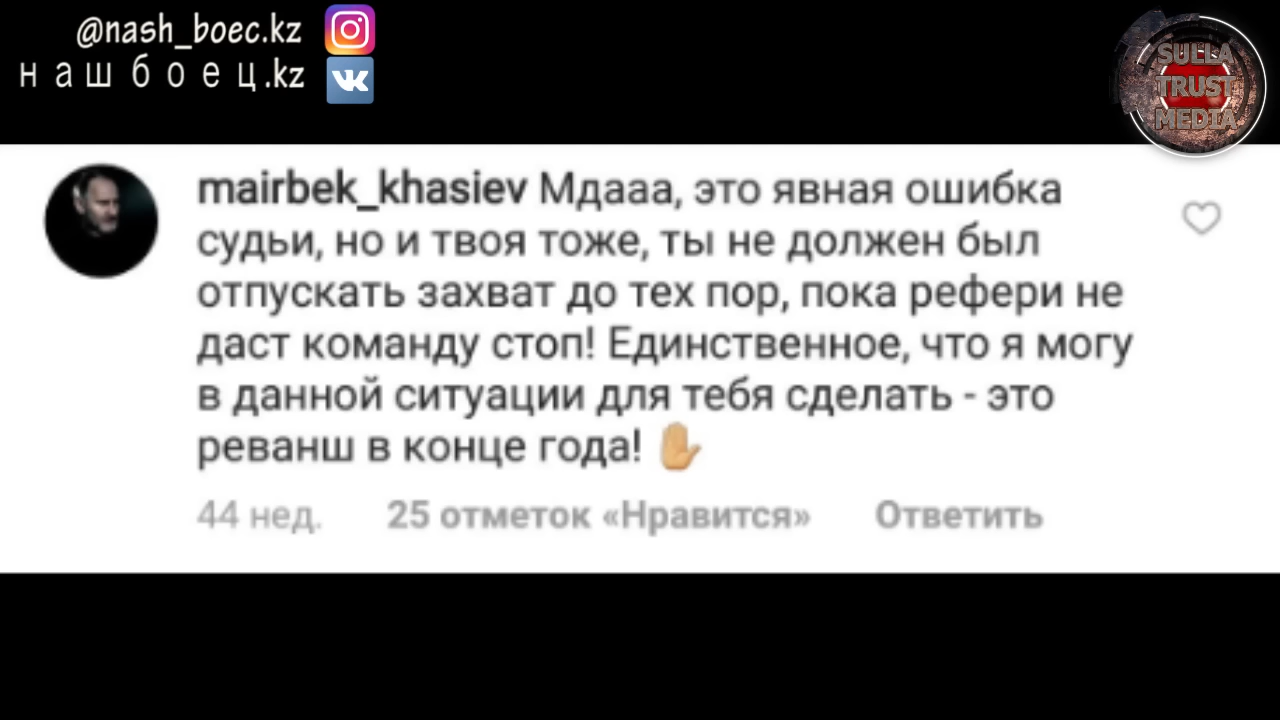 @nash_boec.kz
нашбоец.kz
SULLA
TRUST
MEDIA
mairbek_khasiev Мдааа, это явная ошибка
судьи, но и твоя тоже, ты не должен был
отпускать захват до тех пор, пока рефери не
даст команду стоп! Единственное, что я могу
в данной ситуации для тебя сделать - это
реванш в конце года! ✋
44 нед. 25 отметок «Нравится» Ответить